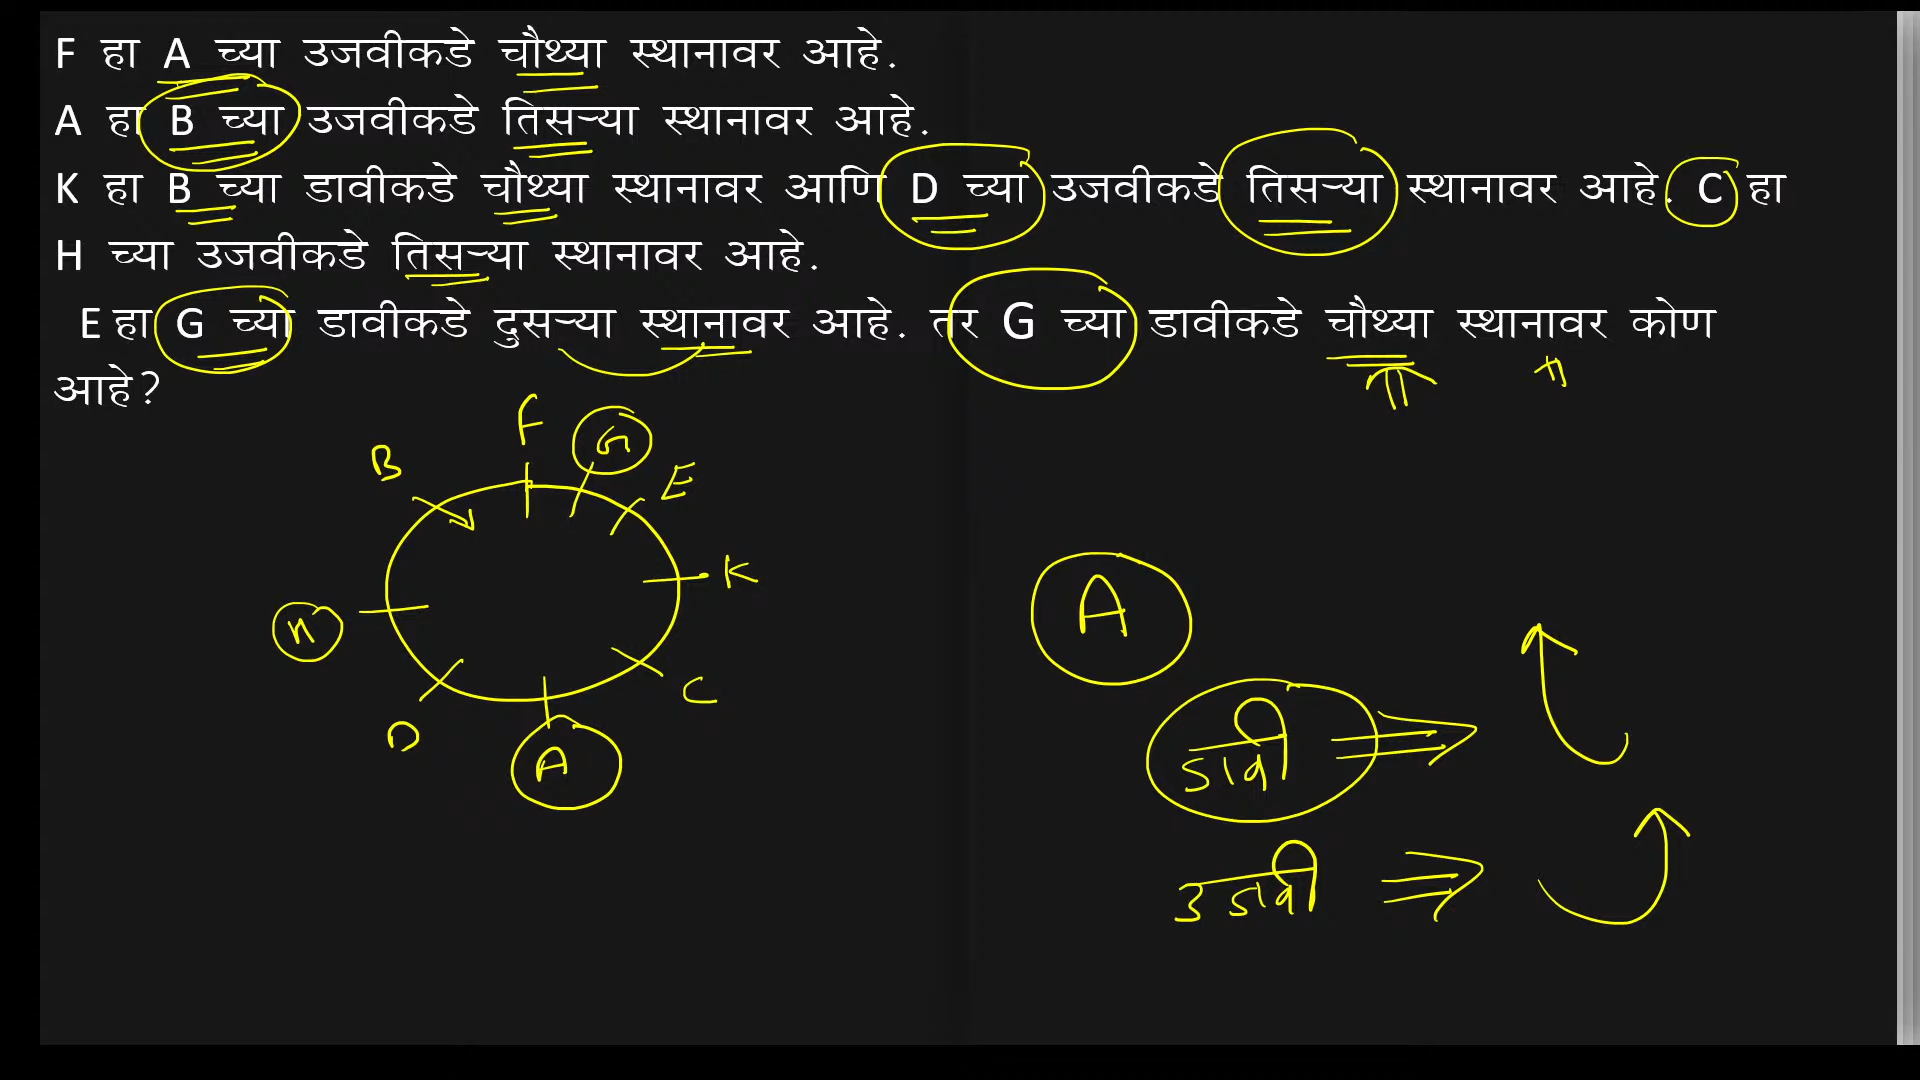 F हा A च्या उजवीकडे चौथ्या स्थानावर आहे.
A हा B च्या उजवीकडे तिसऱ्या स्थानावर आहे.
K हा B च्या डावीकडे चौथ्या स्थानावर आणि D च्या उजवीकडे तिसऱ्या स्थानावर आहे. C हा
H च्या उजवीकडे तिसऱ्या स्थानावर आहे.
E हा G च्या डावीकडे दुसऱ्या स्थानावर आहे. तर G च्या डावीकडे चौथ्या स्थानावर कोण
आहे?
F
G
B
E
K
H
C
D
A
A
डावी
उजवी